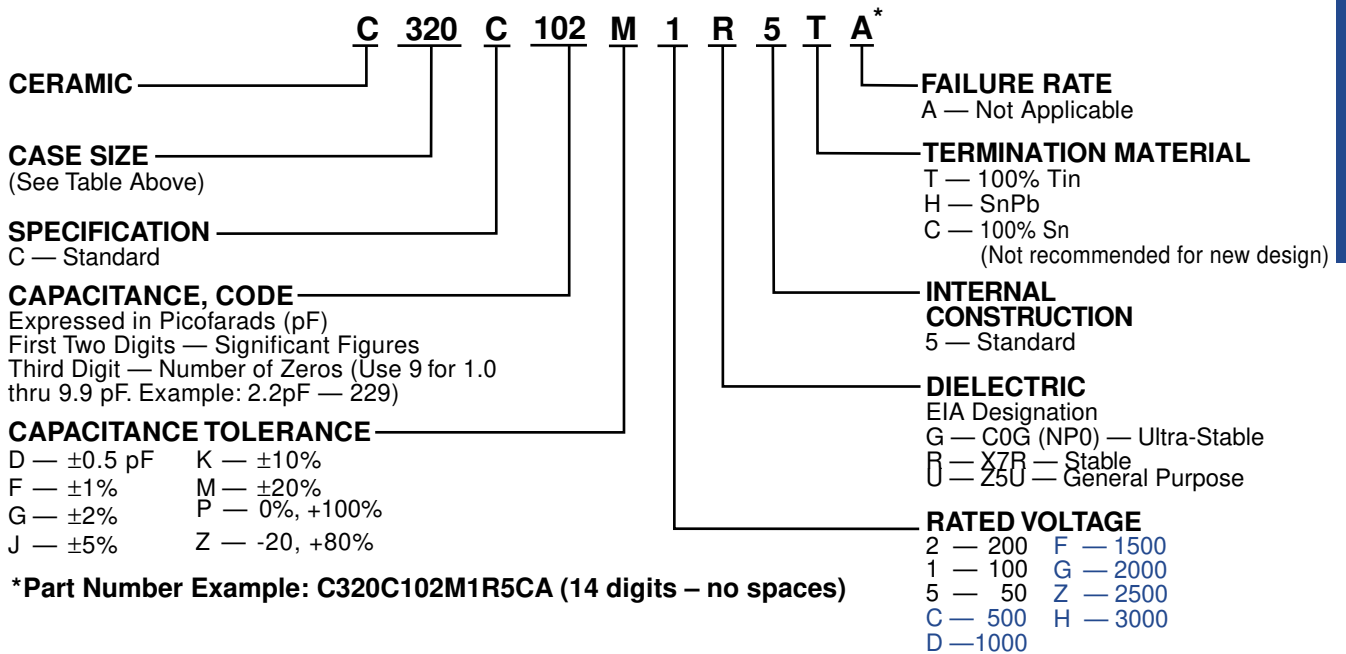 C 320 C 102 M 1 R 5 T A*
CERAMIC
CASE SIZE
(See Table Above)
SPECIFICATION
C — Standard
CAPACITANCE, CODE
Expressed in Picofarads (pF)
First Two Digits — Significant Figures
Third Digit — Number of Zeros (Use 9 for 1.0
thru 9.9 pF. Example: 2.2pF — 229)
CAPACITANCE TOLERANCE
D — ±0.5 pF K — ±10%
F — ±1% M — ±20%
G — ±2% P — 0%, +100%
J — ±5% Z — -20, +80%
*Part Number Example: C320C102M1R5CA (14 digits – no spaces)
FAILURE RATE
A — Not Applicable
TERMINATION MATERIAL
T — 100% Tin
H — SnPb
C — 100% Sn
(Not recommended for new design)
INTERNAL
CONSTRUCTION
5 — Standard
DIELECTRIC
EIA Designation
G — C0G (NP0) — Ultra-Stable
R — X7R — Stable
U — Z5U — General Purpose
RATED VOLTAGE
2 — 200 F — 1500
1 — 100 G — 2000
5 — 50 Z — 2500
C — 500 H — 3000
D —1000